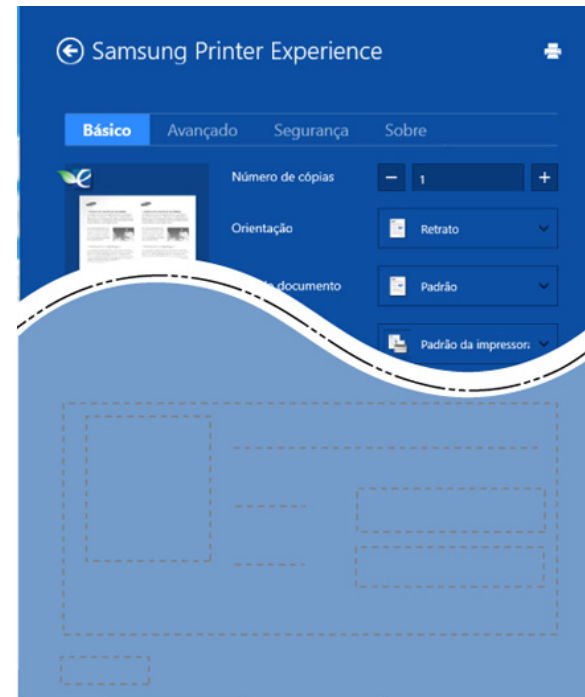 Samsung Printer Experience
Básico Avançado Segurança Sobre
Número de cópias 1
Orientação Retrato
documento Padrão
Padrão da impressor